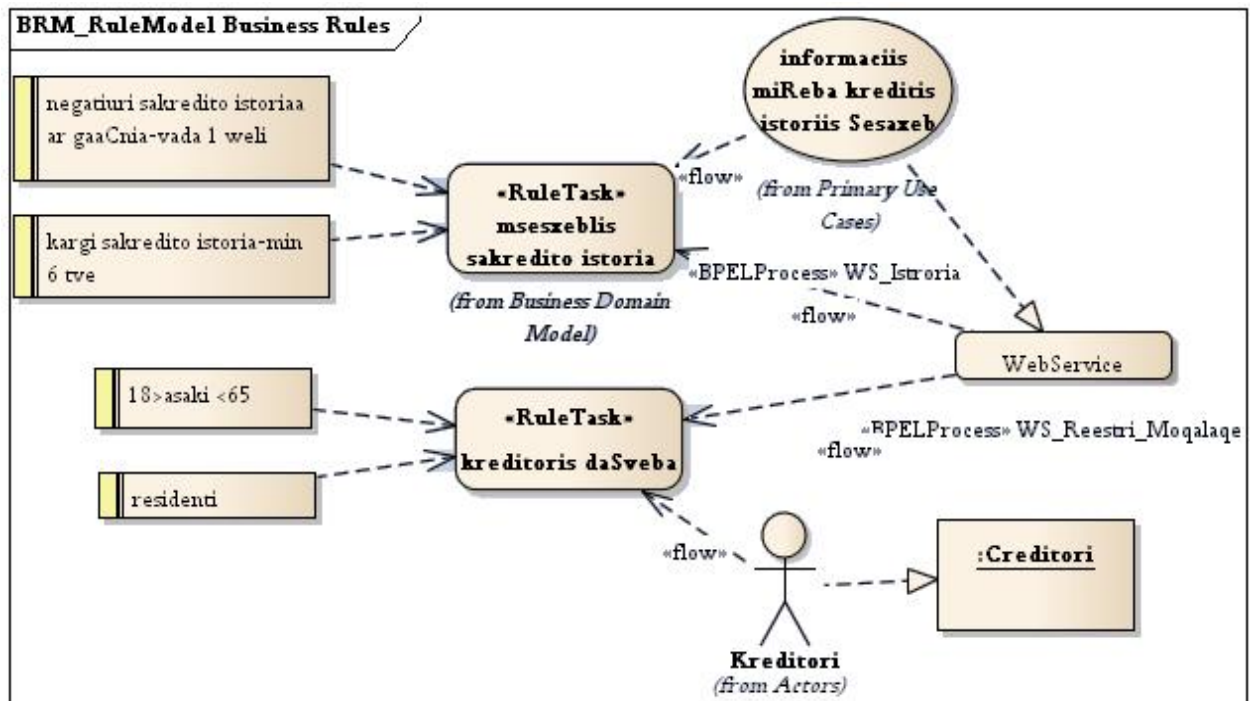 BRM_RuleModel Business Rules
negatiuri sakredito istoriaa
ar gaaCnia-vada 1 weli
kargi sakredito istoria-min
6 tve
«RuleTask»
msesxeblis
sakredito istoria
(from Business Domain
Model)
informaciis
miReba kreditis
istoriis Sesaxeb
(from Primary Use
Cases)
«flow»
«BPELProcess» WS_Istroria
«flow»
WebService
18>asaki <65
residenti
«RuleTask»
kreditoris daSveba
«BPELProcess» WS_Reestri_Moqalaqe
«flow»
«flow»
Kreditori
(from Actors)
:Creditori